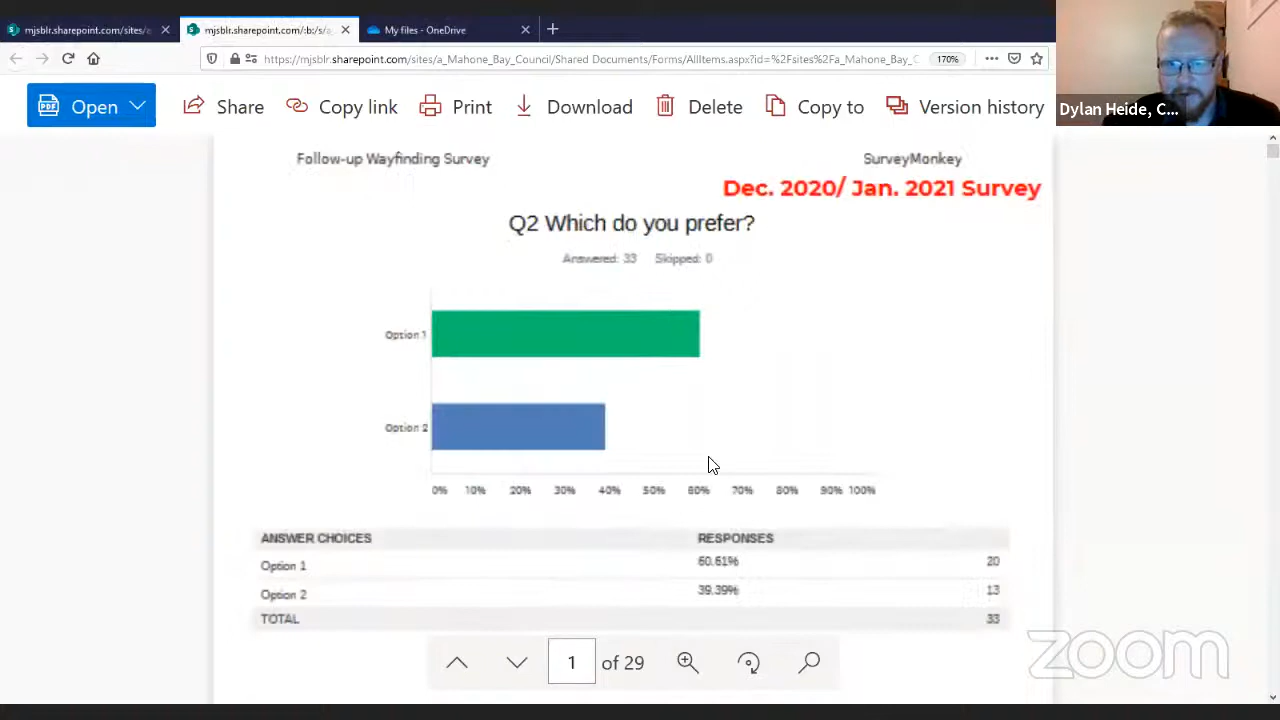 mjsblr.sharepoint.com/sites/
mjsblr.sharepoint.com/:b:/s/
My files - OneDrive
https://mjsblr.sharepoint.com/sites/a_Mahone_Bay_Council/Shared Documents/Forms/AllItems.aspx?id=%2Fsites%2Fa_Mahone_Bay_C
170%
Open
Share
Copy link
Print
Download
Delete
Copy to
Version history
Dylan Heide, C...
Follow-up Wayfinding Survey
SurveyMonkey
Dec. 2020/ Jan. 2021 Survey
Q2 Which do you prefer?
Answered: 33 Skipped: 0
Option 1
Option 2
0% 10% 20% 30% 40% 50% 60% 70% 80% 90% 100%
ANSWER CHOICES RESPONSES
Option 1 60.61% 20
Option 2 39.39% 13
TOTAL 33
1 of 29
zoom